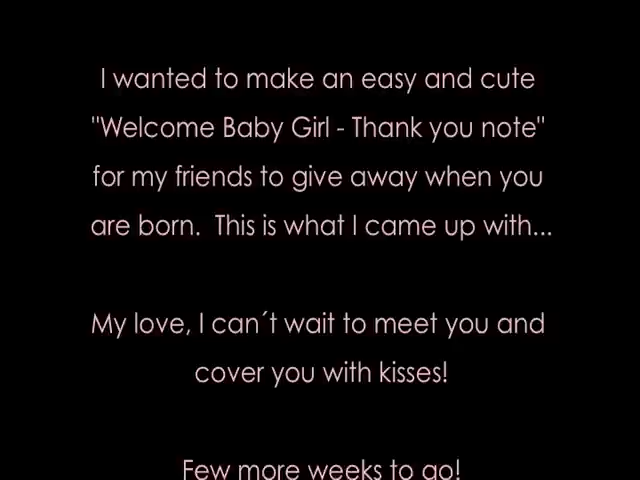 I wanted to make an easy and cute
"Welcome Baby Girl - Thank you note"
for my friends to give away when you
are born.  This is what I came up with...
My love, I can´t wait to meet you and
cover you with kisses!
Few more weeks to go!